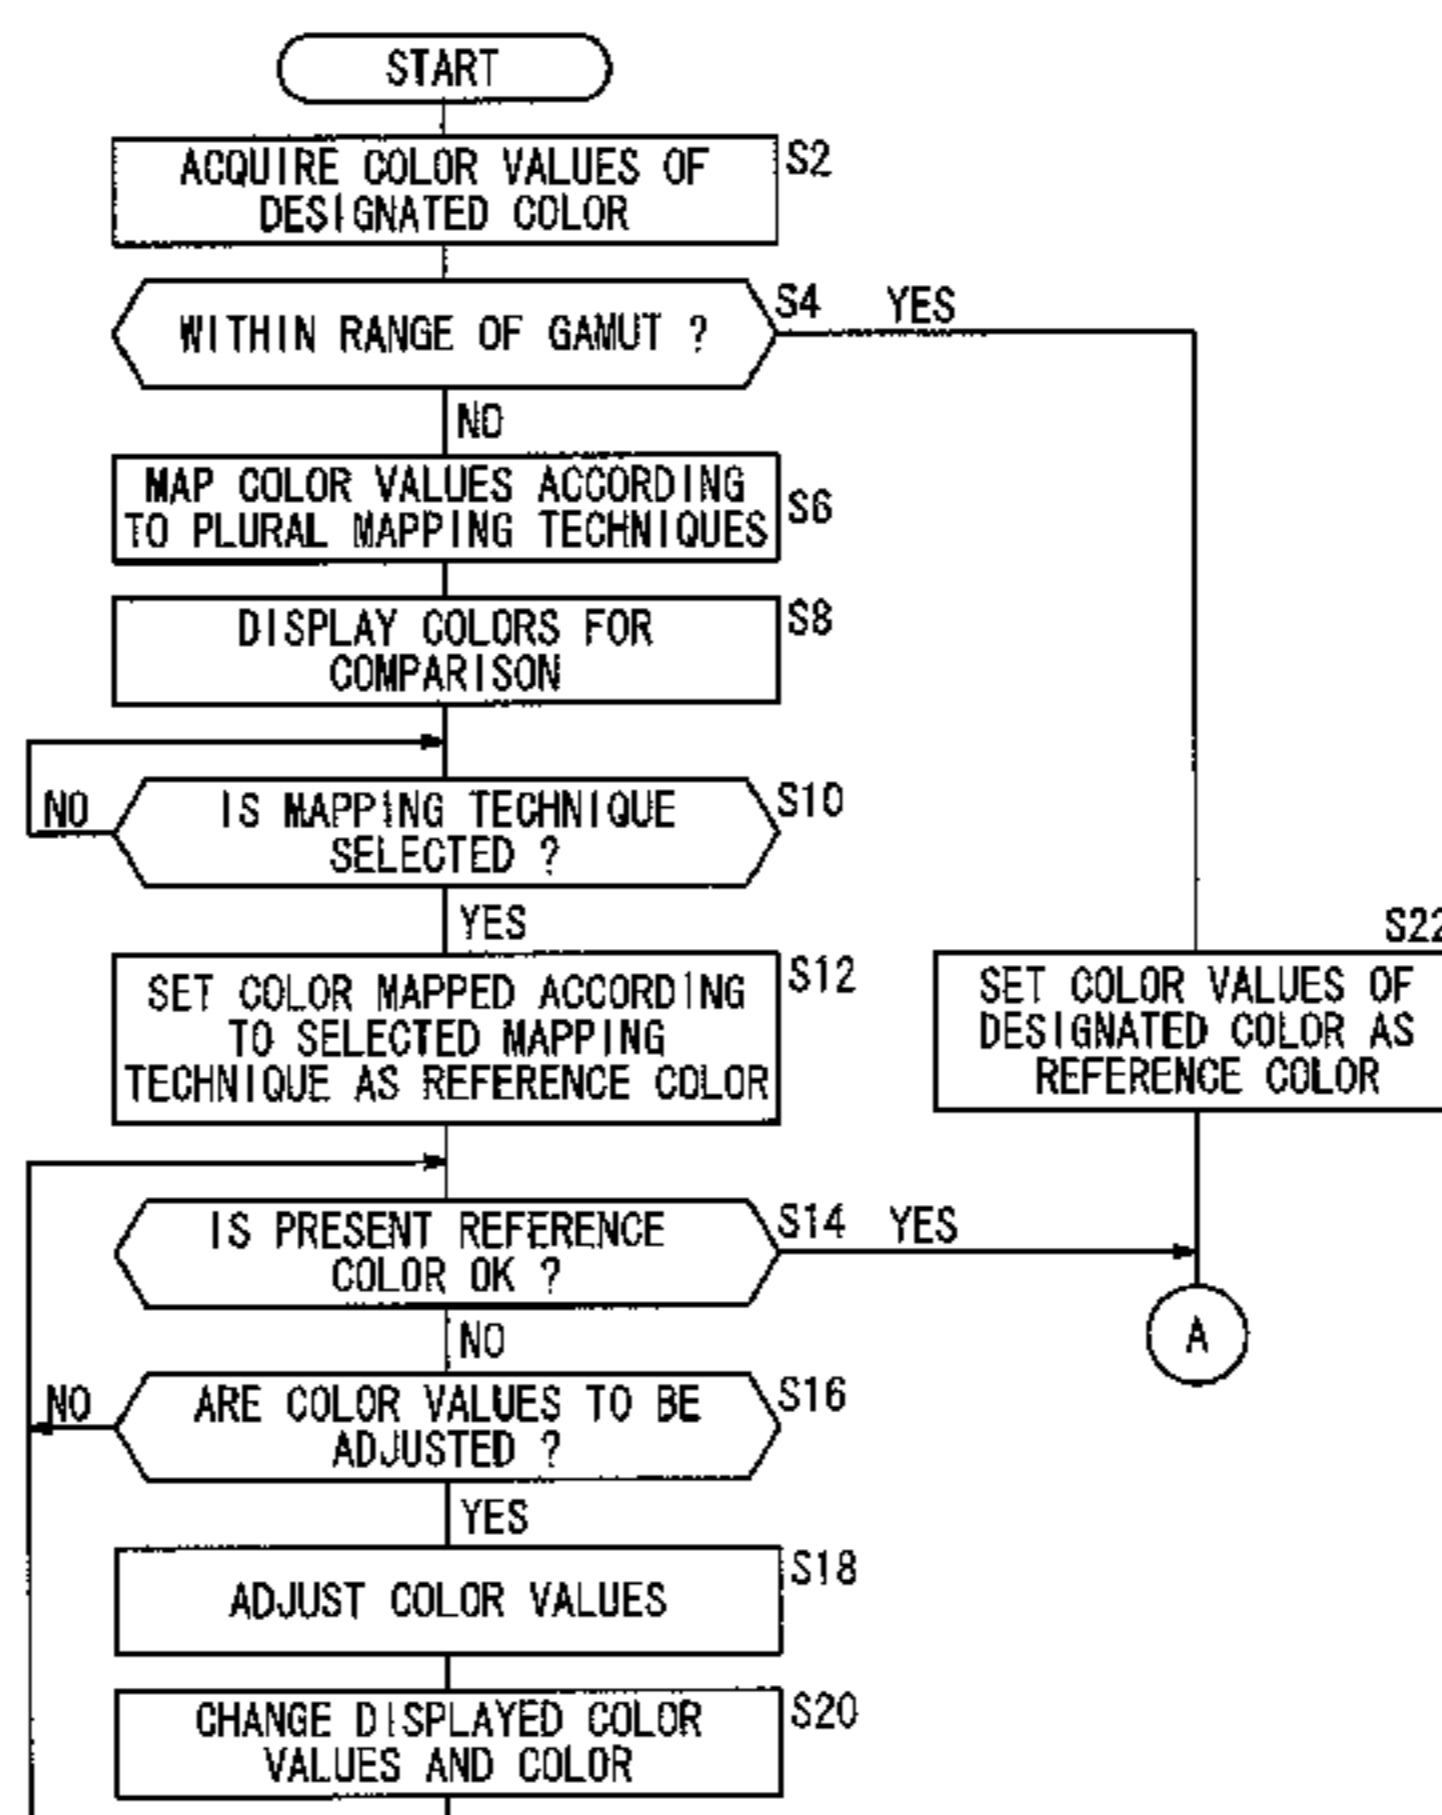 START
ACQUIRE COLOR VALUES OF
DESIGNATED COLOR
S2
WITHIN RANGE OF GAMUT ?
S4
YES
NO
MAP COLOR VALUES ACCORDING
TO PLURAL MAPPING TECHNIQUES
S6
DISPLAY COLORS FOR
COMPARISON
S8
NO
IS MAPPING TECHNIQUE
SELECTED ?
S10
YES
SET COLOR MAPPED ACCORDING
TO SELECTED MAPPING
TECHNIQUE AS REFERENCE COLOR
S12
S22
SET COLOR VALUES OF
DESIGNATED COLOR AS
REFERENCE COLOR
IS PRESENT REFERENCE
COLOR OK ?
S14
YES
NO
A
NO
ARE COLOR VALUES TO BE
ADJUSTED ?
S16
YES
ADJUST COLOR VALUES
S18
CHANGE DISPLAYED COLOR
VALUES AND COLOR
S20